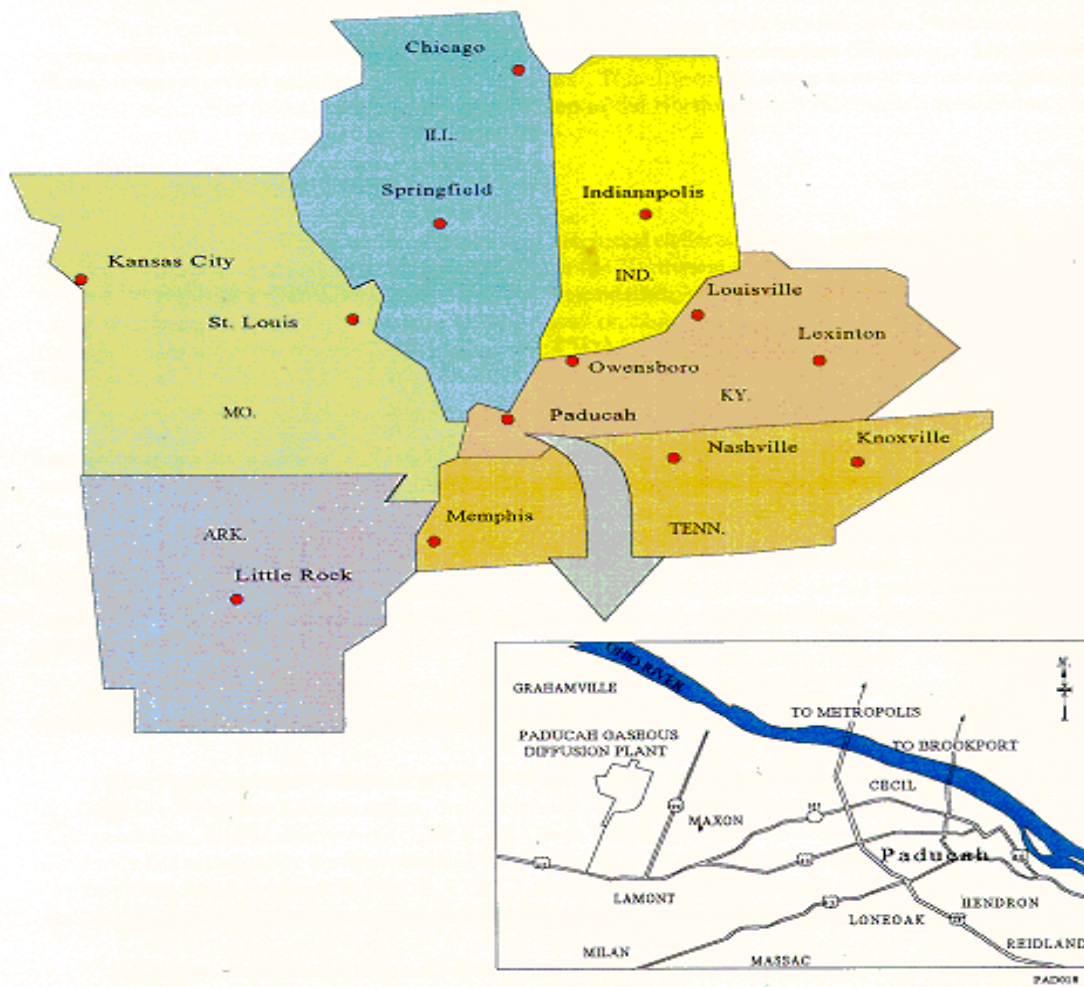 Chicago
ILL.
Springfield
Indianapolis
IND.
Kansas City
St. Louis
MO.
Louisville
Lexinton
Owensboro
KY.
Paducah
Nashville
Knoxville
Memphis
TENN.
ARK.
Little Rock
OHIO RIVER
N.
GRAHAMVILLE
TO METROPOLIS
PADUCAH GASEOUS
DIFFUSION PLANT
TO BROOKPORT
CECIL
MAXON
Paducah
LAMONT
HENDRON
LONEOAK
REIDLAND
MILAN
MASSAC
PAD018